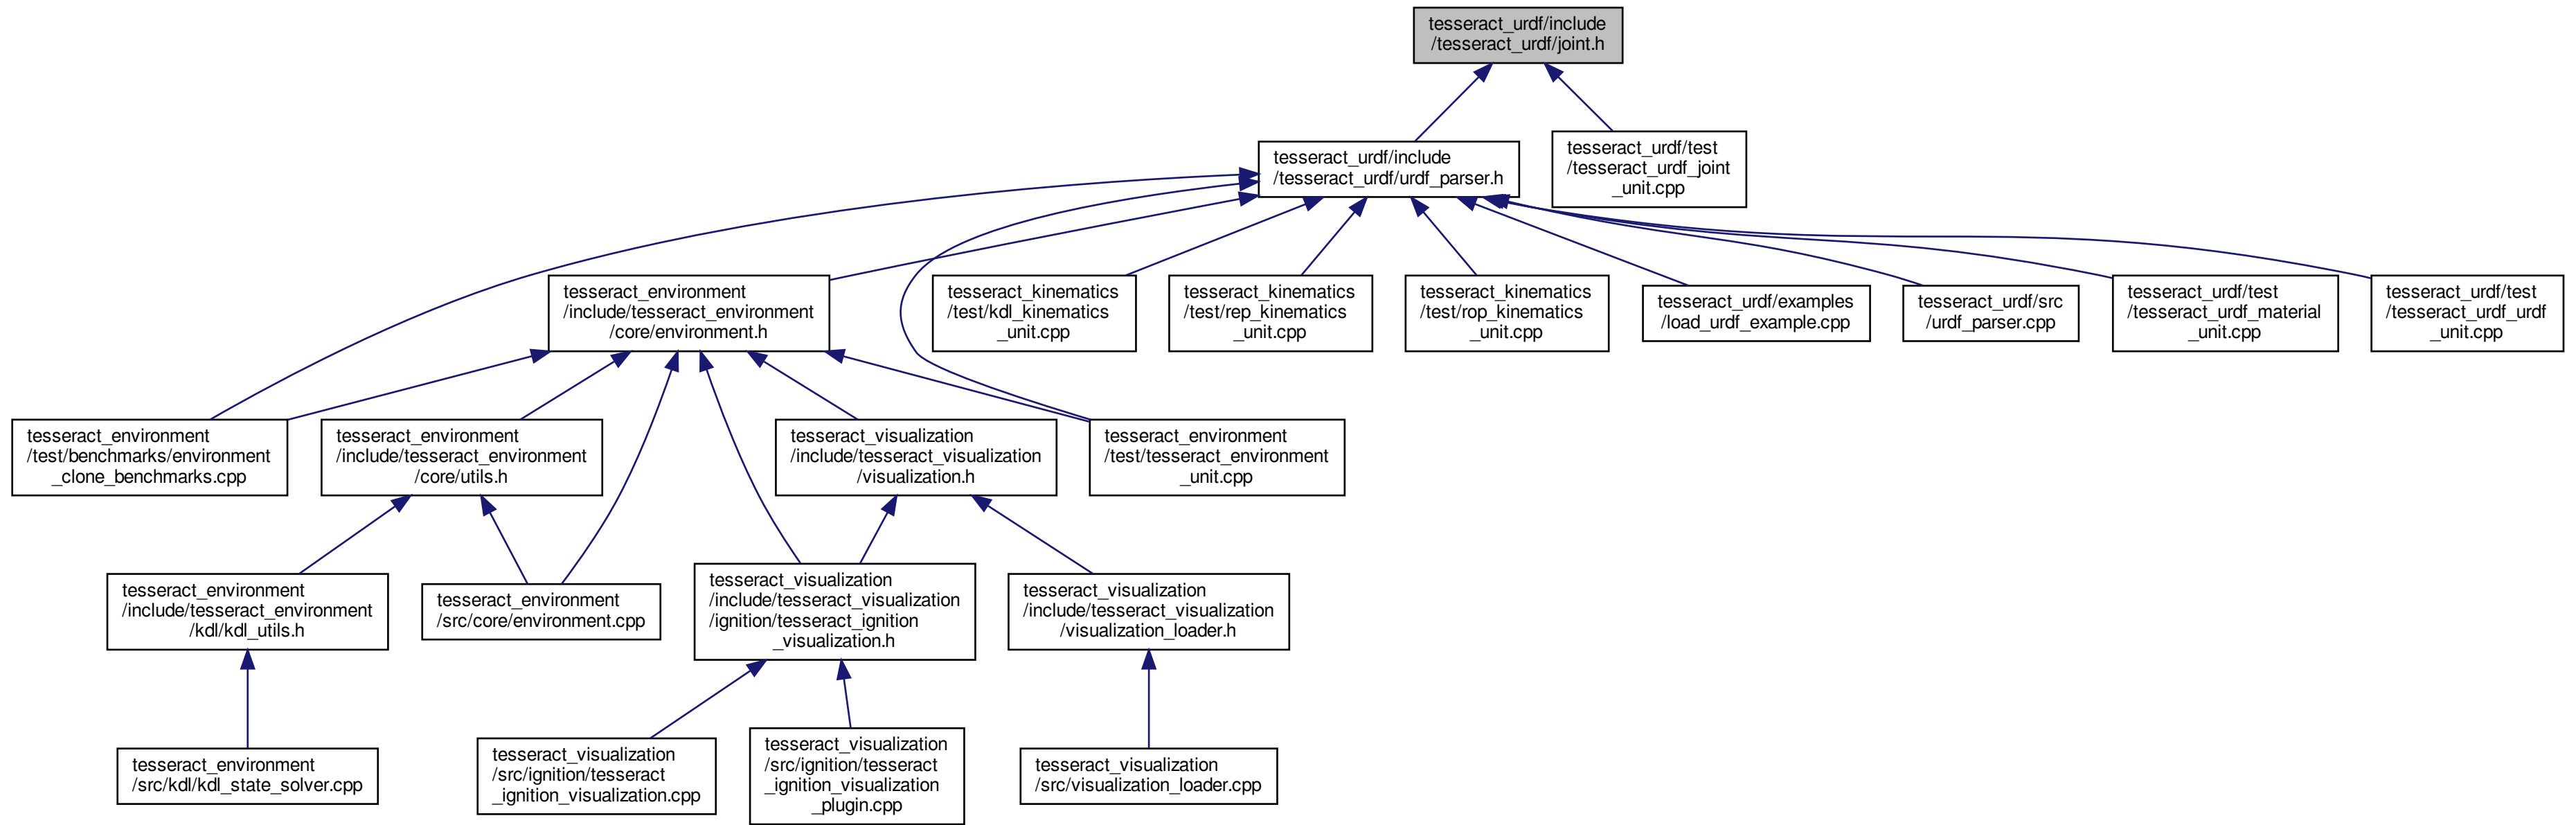 tesseract_urdf/include
/tesseract_urdf/joint.h
tesseract_urdf/include
/tesseract_urdf/urdf_parser.h
tesseract_urdf/test
/tesseract_urdf_joint
_unit.cpp
tesseract_environment
/include/tesseract_environment
/core/environment.h
tesseract_kinematics
/test/kdl_kinematics
_unit.cpp
tesseract_kinematics
/test/rep_kinematics
_unit.cpp
tesseract_kinematics
/test/rop_kinematics
_unit.cpp
tesseract_urdf/examples
/load_urdf_example.cpp
tesseract_urdf/src
/urdf_parser.cpp
tesseract_urdf/test
/tesseract_urdf_material
_unit.cpp
tesseract_urdf/test
/tesseract_urdf_urdf
_unit.cpp
tesseract_environment
/test/benchmarks/environment
_clone_benchmarks.cpp
tesseract_environment
/include/tesseract_environment
/core/utils.h
tesseract_visualization
/include/tesseract_visualization
/visualization.h
tesseract_environment
/test/tesseract_environment
_unit.cpp
tesseract_environment
/include/tesseract_environment
/kdl/kdl_utils.h
tesseract_environment
/src/core/environment.cpp
tesseract_visualization
/include/tesseract_visualization
/ignition/tesseract_ignition
_visualization.h
tesseract_visualization
/include/tesseract_visualization
/visualization_loader.h
tesseract_environment
/src/kdl/kdl_state_solver.cpp
tesseract_visualization
/src/ignition/tesseract
_ignition_visualization.cpp
tesseract_visualization
/src/ignition/tesseract
_ignition_visualization
_plugin.cpp
tesseract_visualization
/src/visualization_loader.cpp